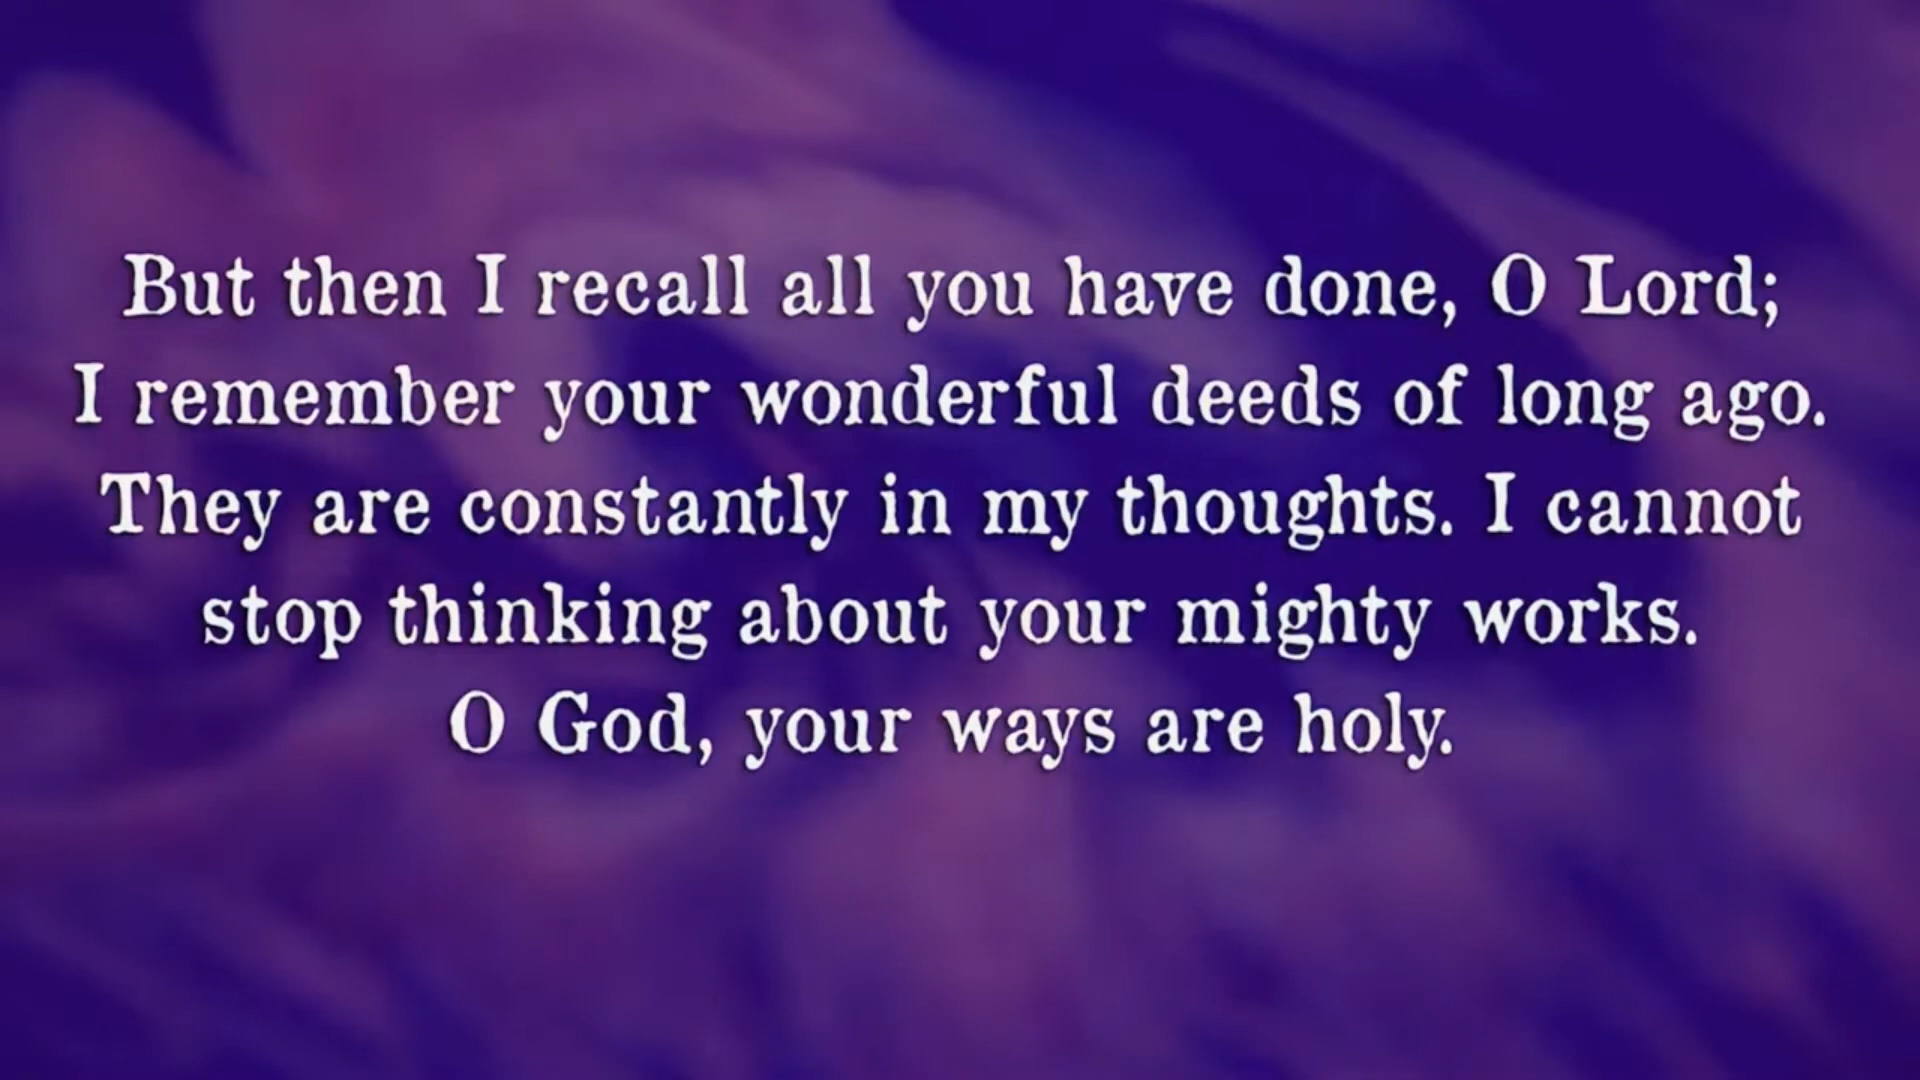 But then I recall all you have done, O Lord;
I remember your wonderful deeds of long ago.
They are constantly in my thoughts. I cannot
stop thinking about your mighty works.
O God, your ways are holy.